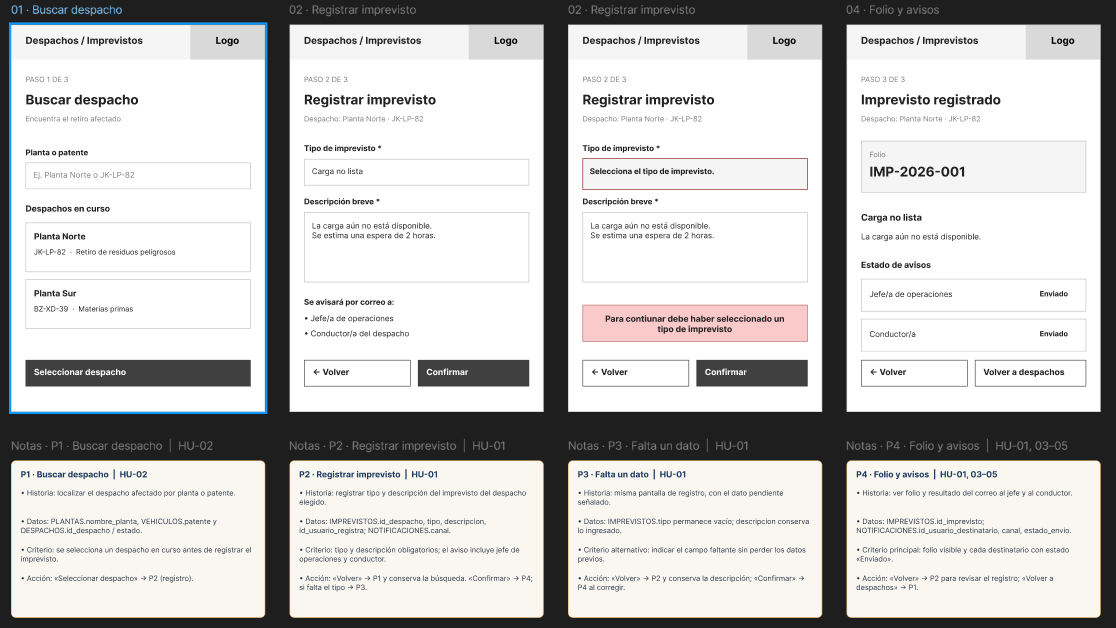 01 · Buscar despacho
Despachos / Imprevistos
Logo
PASO 1 DE 3
Buscar despacho
Encuentra el retiro afectado
Planta o patente
Ej. Planta Norte o JK-LP-82
Despachos en curso
Planta Norte
JK-LP-82 · Retiro de residuos peligrosos
Planta Sur
BZ-XD-39 · Materias primas
Seleccionar despacho
02 · Registrar imprevisto
Despachos / Imprevistos
Logo
PASO 2 DE 3
Registrar imprevisto
Despacho: Planta Norte · JK-LP-82
Tipo de imprevisto *
Carga no lista
Descripción breve *
La carga aún no está disponible.
Se estima una espera de 2 horas.
Se avisará por correo a:
• Jefe/a de operaciones
• Conductor/a del despacho
← Volver
Confirmar
02 · Registrar imprevisto
Despachos / Imprevistos
Logo
PASO 2 DE 3
Registrar imprevisto
Despacho: Planta Norte · JK-LP-82
Tipo de imprevisto *
Selecciona el tipo de imprevisto.
Descripción breve *
La carga aún no está disponible.
Se estima una espera de 2 horas.
Para contiunar debe haber seleccionado un
tipo de imprevisto
← Volver
Confirmar
04 · Folio y avisos
Despachos / Imprevistos
Logo
PASO 3 DE 3
Imprevisto registrado
Despacho: Planta Norte · JK-LP-82
Folio
IMP-2026-001
Carga no lista
La carga aún no está disponible.
Estado de avisos
Jefe/a de operaciones
Enviado
Conductor/a
Enviado
← Volver
Volver a despachos
Notas · P1 · Buscar despacho | HU-02
P1 · Buscar despacho | HU-02
• Historia: localizar el despacho afectado por planta o patente.
• Datos: PLANTAS.nombre_planta, VEHICULOS.patente y
DESPACHOS.id_despacho / estado.
• Criterio: se selecciona un despacho en curso antes de registrar el
imprevisto.
• Acción: «Seleccionar despacho» → P2 (registro).
Notas · P2 · Registrar imprevisto | HU-01
P2 · Registrar imprevisto | HU-01
• Historia: registrar tipo y descripción del imprevisto del despacho
elegido.
• Datos: IMPREVISTOS.id_despacho, tipo, descripcion,
id_usuario_registra; NOTIFICACIONES.canal.
• Criterio: tipo y descripción obligatorios; el aviso incluye jefe de
operaciones y conductor.
• Acción: «Volver» → P1 y conserva la búsqueda. «Confirmar» → P4;
si falta el tipo → P3.
Notas · P3 · Falta un dato | HU-01
P3 · Falta un dato | HU-01
• Historia: misma pantalla de registro, con el dato pendiente
señalado.
• Datos: IMPREVISTOS.tipo permanece vacío; descripcion conserva
lo ingresado.
• Criterio alternativo: indicar el campo faltante sin perder los datos
previos.
• Acción: «Volver» → P2 y conserva la descripción; «Confirmar» →
P4 al corregir.
Notas · P4 · Folio y avisos | HU-01, 03–05
P4 · Folio y avisos | HU-01, 03–05
• Historia: ver folio y resultado del correo al jefe y al conductor.
• Datos: IMPREVISTOS.id_imprevisto;
NOTIFICACIONES.id_usuario_destinatario, canal, estado_envio.
• Criterio principal: folio visible y cada destinatario con estado
«Enviado».
• Acción: «Volver» → P2 para revisar el registro; «Volver a
despachos» → P1.